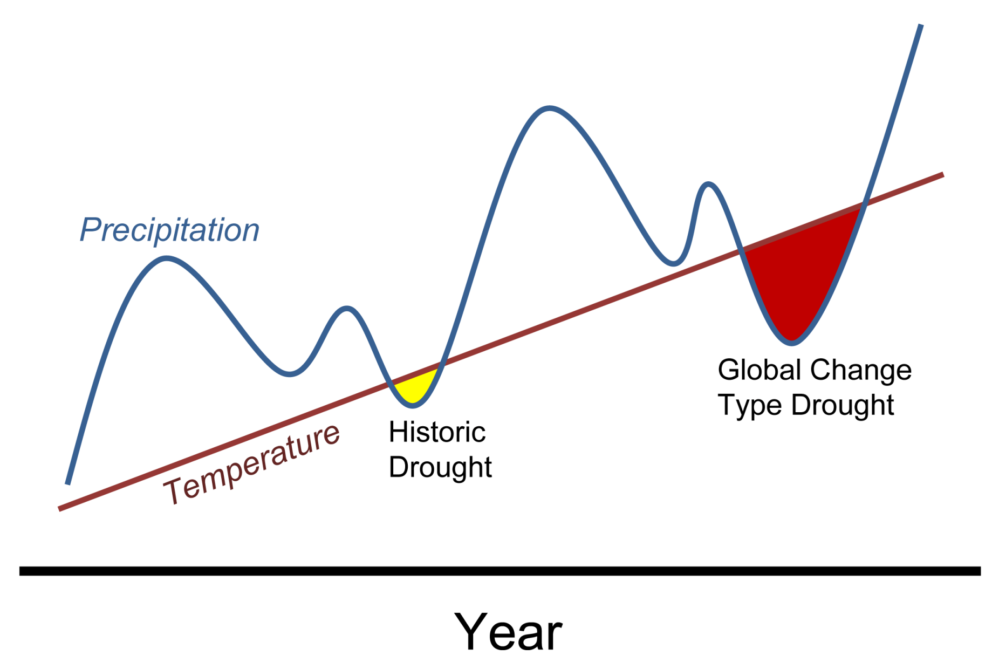 Precipitation
Temperature
Historic
Drought
Global Change
Type Drought
Year